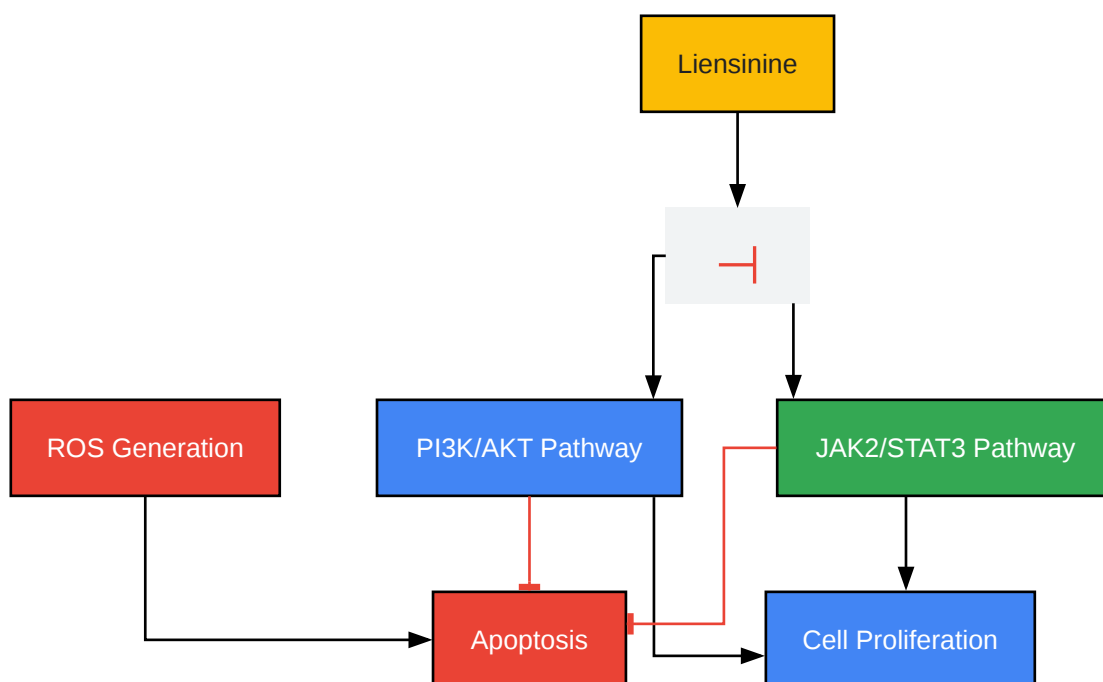 Liensinine
ROS Generation
PI3K/AKT Pathway
JAK2/STAT3 Pathway
Apoptosis
Cell Proliferation